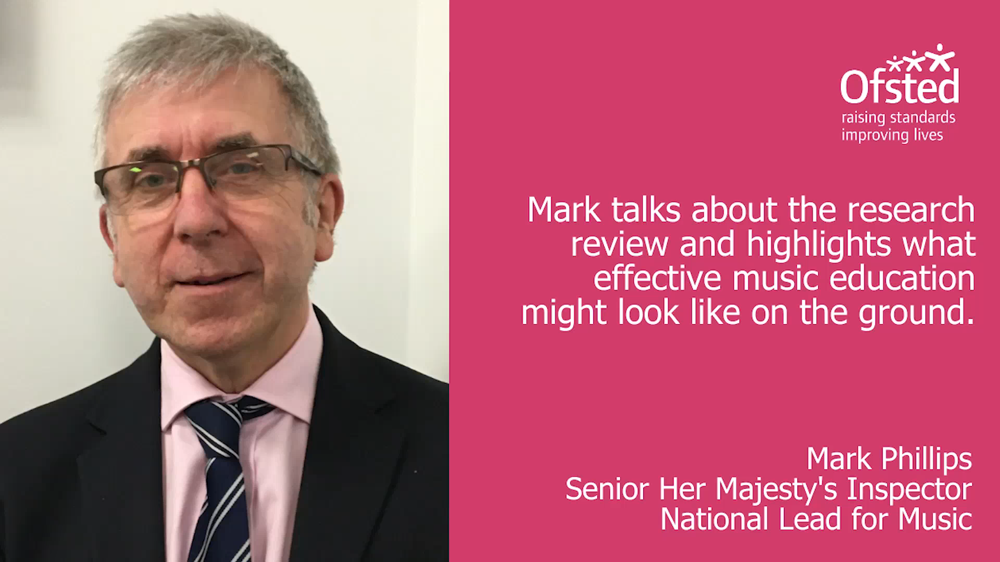 Ofsted
raising standards
improving lives
Mark talks about the research
review and highlights what
effective music education
might look like on the ground.
Mark Phillips
Senior Her Majesty's Inspector
National Lead for Music